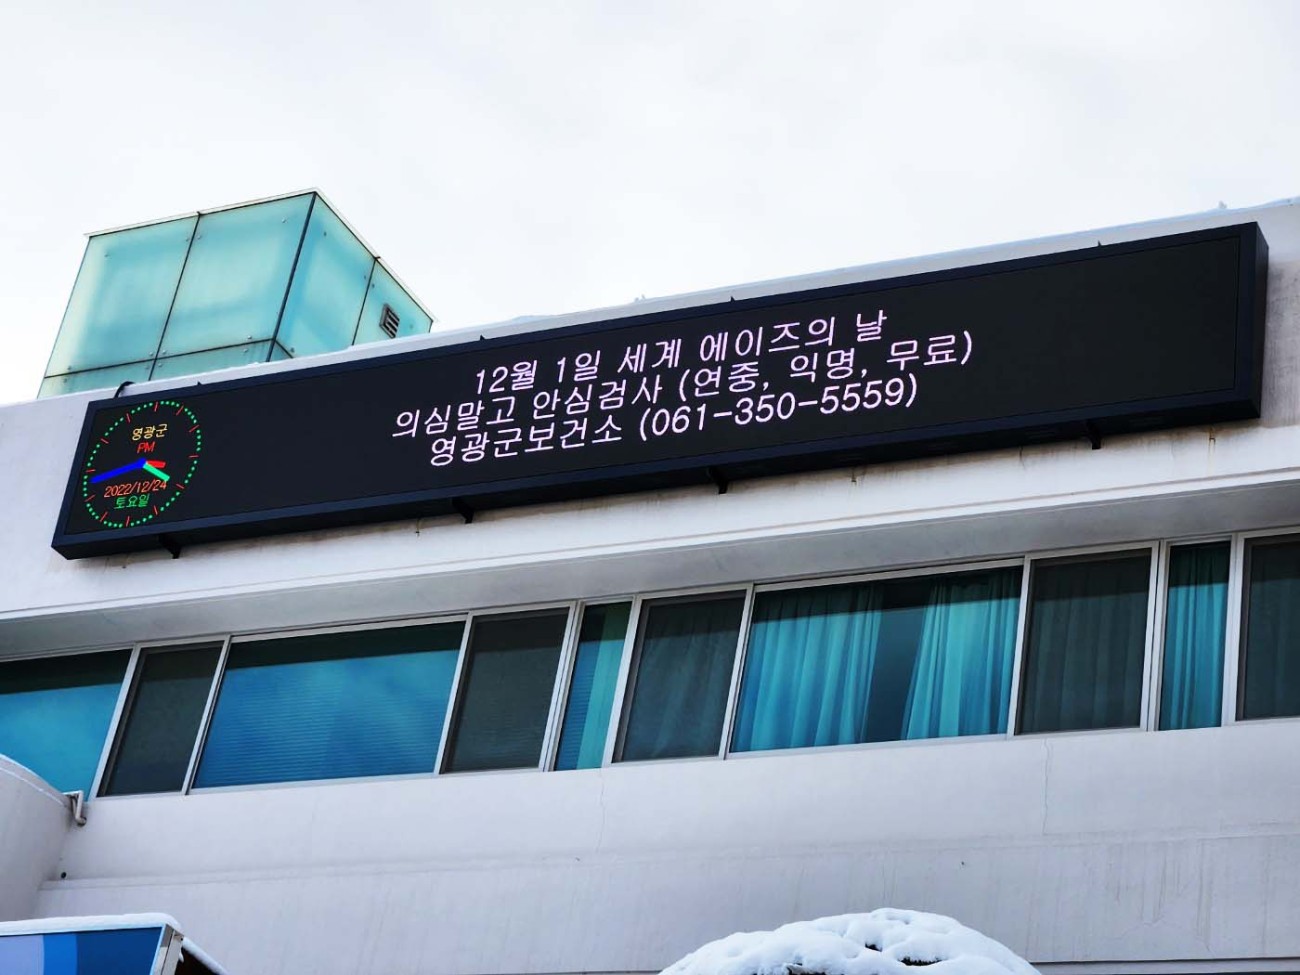 영광군
PM
2022/12/24
토요일
12월 1일 세계 에이즈의 날
의심말고 안심검사 (연중, 익명, 무료)
영광군보건소 (061-350-5559)